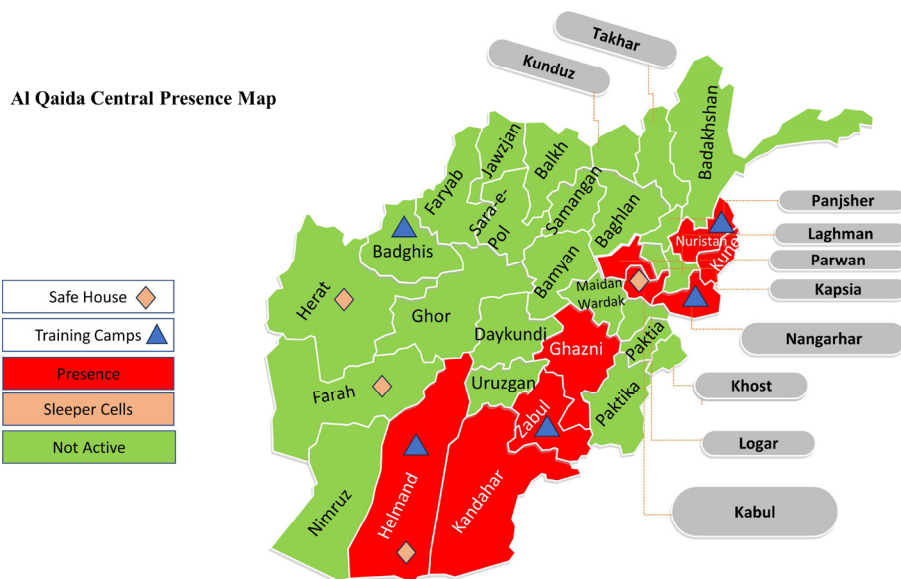 Takhar
Kunduz
Al Qaida Central Presence Map
Badakhshan
Jawzjan
Balkh
Faryab
Samangan
Sara-e-
Pol
Baghlan
Panjsher
Badghis
Nuristan
Laghman
Kuner
Parwan
Bamyan
Safe House
Herat
Maidan
Wardak
Kapsia
Ghor
Training Camps
Daykundi
Nangarhar
Ghazni
Paktia
Presence
Khost
Farah
Uruzgan
Sleeper Cells
Zabul
Paktika
Not Active
Logar
Nimruz
Helmand
Kandahar
Kabul